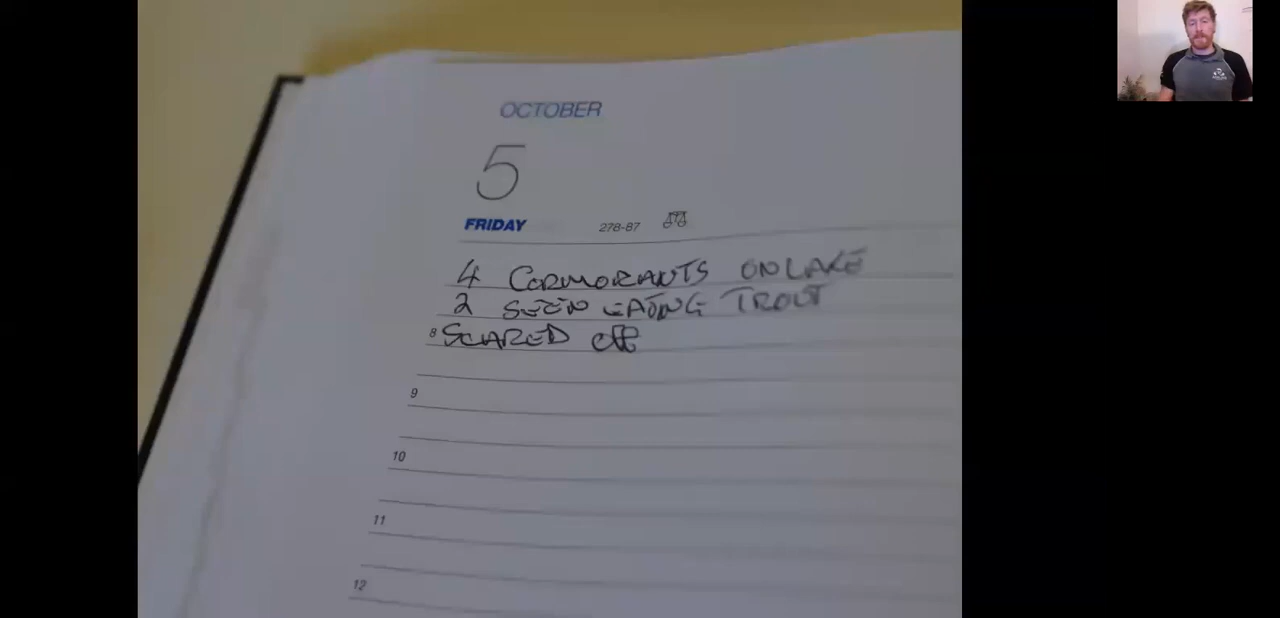 OCTOBER
5
FRIDAY 278-87
4 CORMORANTS ON LAKE
2 SEEN EATING TROUT
8 SCARED off
9
10
11
12